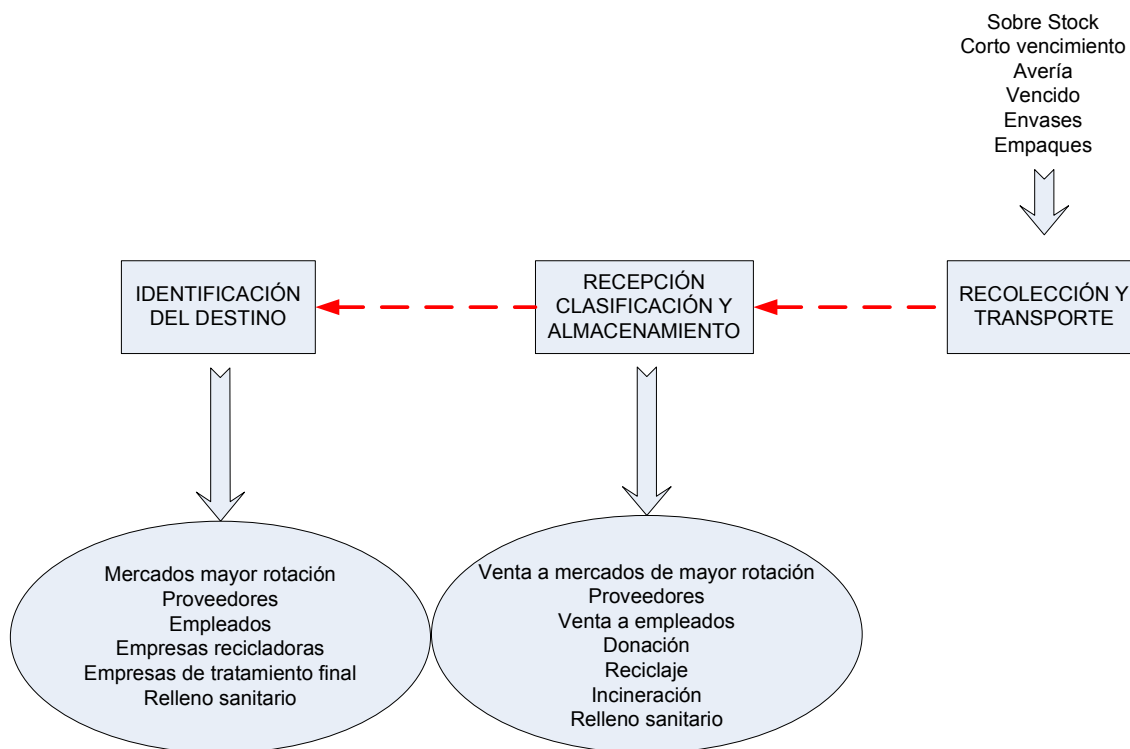 Sobre Stock
Corto vencimiento
Avería
Vencido
Envases
Empaques
IDENTIFICACIÓN
DEL DESTINO
RECEPCIÓN
CLASIFICACIÓN Y
ALMACENAMIENTO
RECOLECCIÓN Y
TRANSPORTE
Mercados mayor rotación
Proveedores
Empleados
Empresas recicladoras
Empresas de tratamiento final
Relleno sanitario
Venta a mercados de mayor rotación
Proveedores
Venta a empleados
Donación
Reciclaje
Incineración
Relleno sanitario